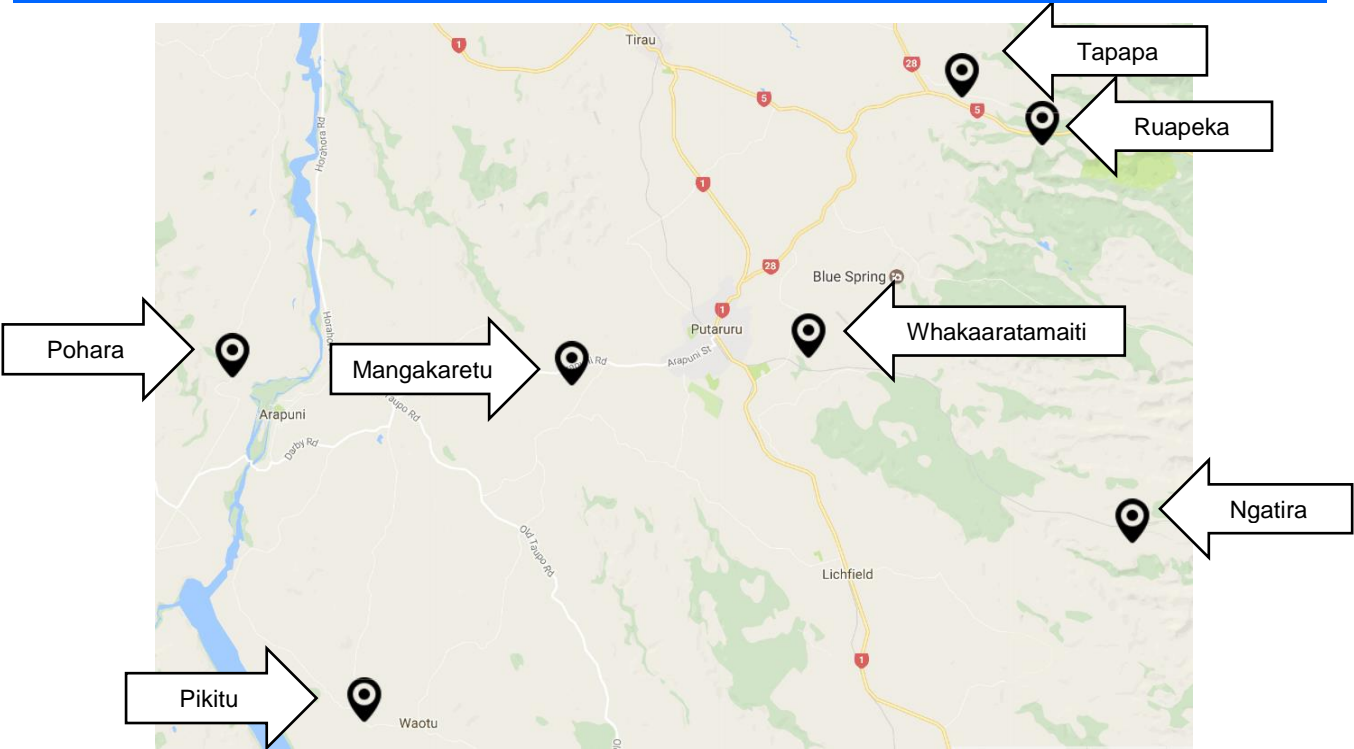 Tirau
1
28
Tapapa
5
5
Ruapeka
Horahora Rd
1
28
Blue Spring
1
Putaruru
Whakaaratamaiti
Pohara
Mangakaretu
Rd
Arapuni St
Arapuni
Taupo Rd
Darby Rd
Ngatira
Old Taupo Rd
Lichfield
1
Pikitu
Waotu